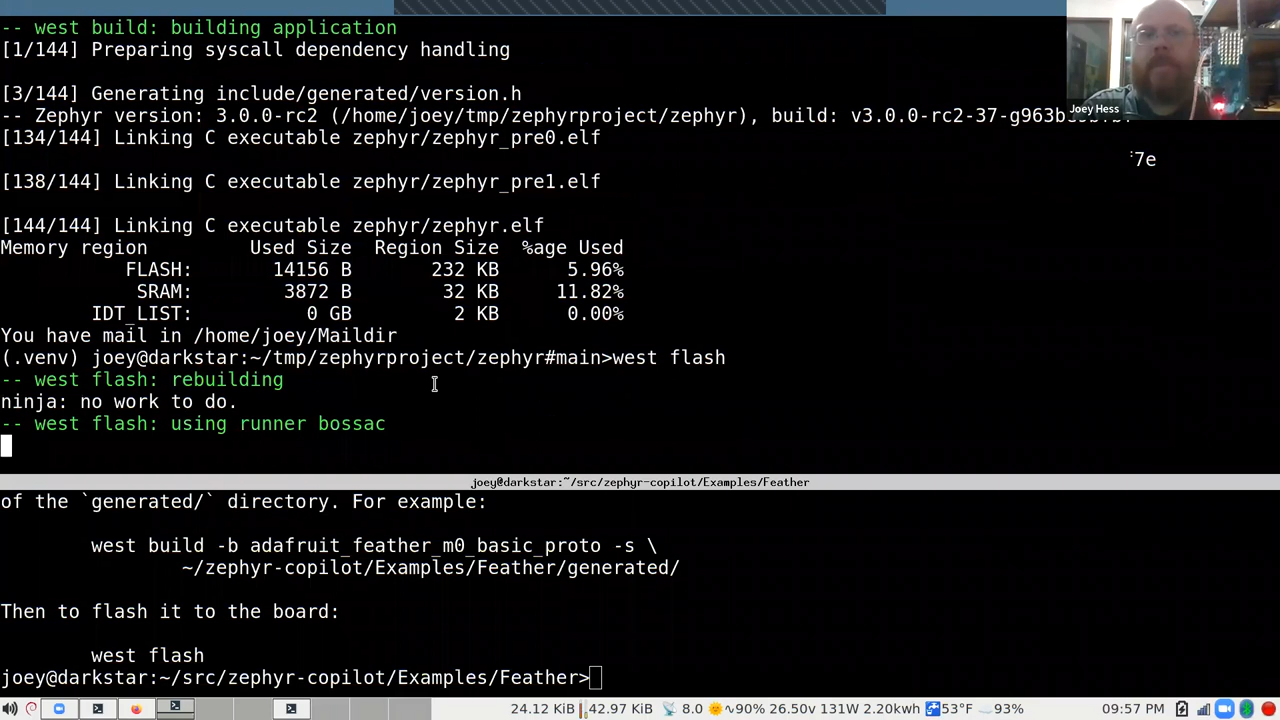 -- west build: building application
[1/144] Preparing syscall dependency handling
[3/144] Generating include/generated/version.h
Joey Hess
-- Zephyr version: 3.0.0-rc2 (/home/joey/tmp/zephyrproject/zephyr), build: v3.0.0-rc2-37-g963b
[134/144] Linking C executable zephyr/zephyr_pre0.elf
7e
[138/144] Linking C executable zephyr/zephyr_pre1.elf
[144/144] Linking C executable zephyr/zephyr.elf
Memory region Used Size Region Size %age Used
FLASH: 14156 B 232 KB 5.96%
SRAM: 3872 B 32 KB 11.82%
IDT_LIST: 0 GB 2 KB 0.00%
You have mail in /home/joey/Maildir
(.venv) joey@darkstar:~/tmp/zephyrproject/zephyr#main>west flash
-- west flash: rebuilding
ninja: no work to do.
-- west flash: using runner bossac
joey@darkstar:~/src/zephyr-copilot/Examples/Feather
of the `generated/` directory. For example:
west build -b adafruit_feather_m0_basic_proto -s \
~/zephyr-copilot/Examples/Feather/generated/
Then to flash it to the board:
west flash
joey@darkstar:~/src/zephyr-copilot/Examples/Feather>
24.12 KiB 42.97 KiB 8.0 ∿90% 26.50v 131W 2.20kwh 53°F 93% 09:57 PM